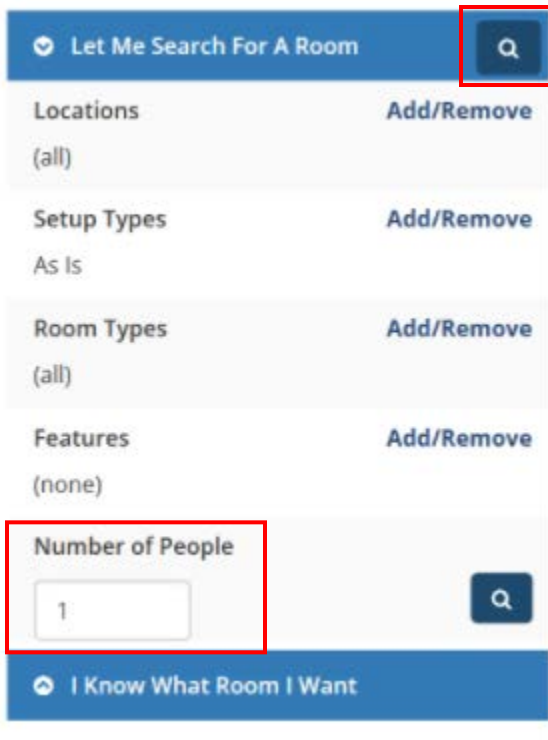 Let Me Search For A Room
Locations Add/Remove
(all)
Setup Types Add/Remove
As Is
Room Types Add/Remove
(all)
Features Add/Remove
(none)
Number of People
1
I Know What Room I Want